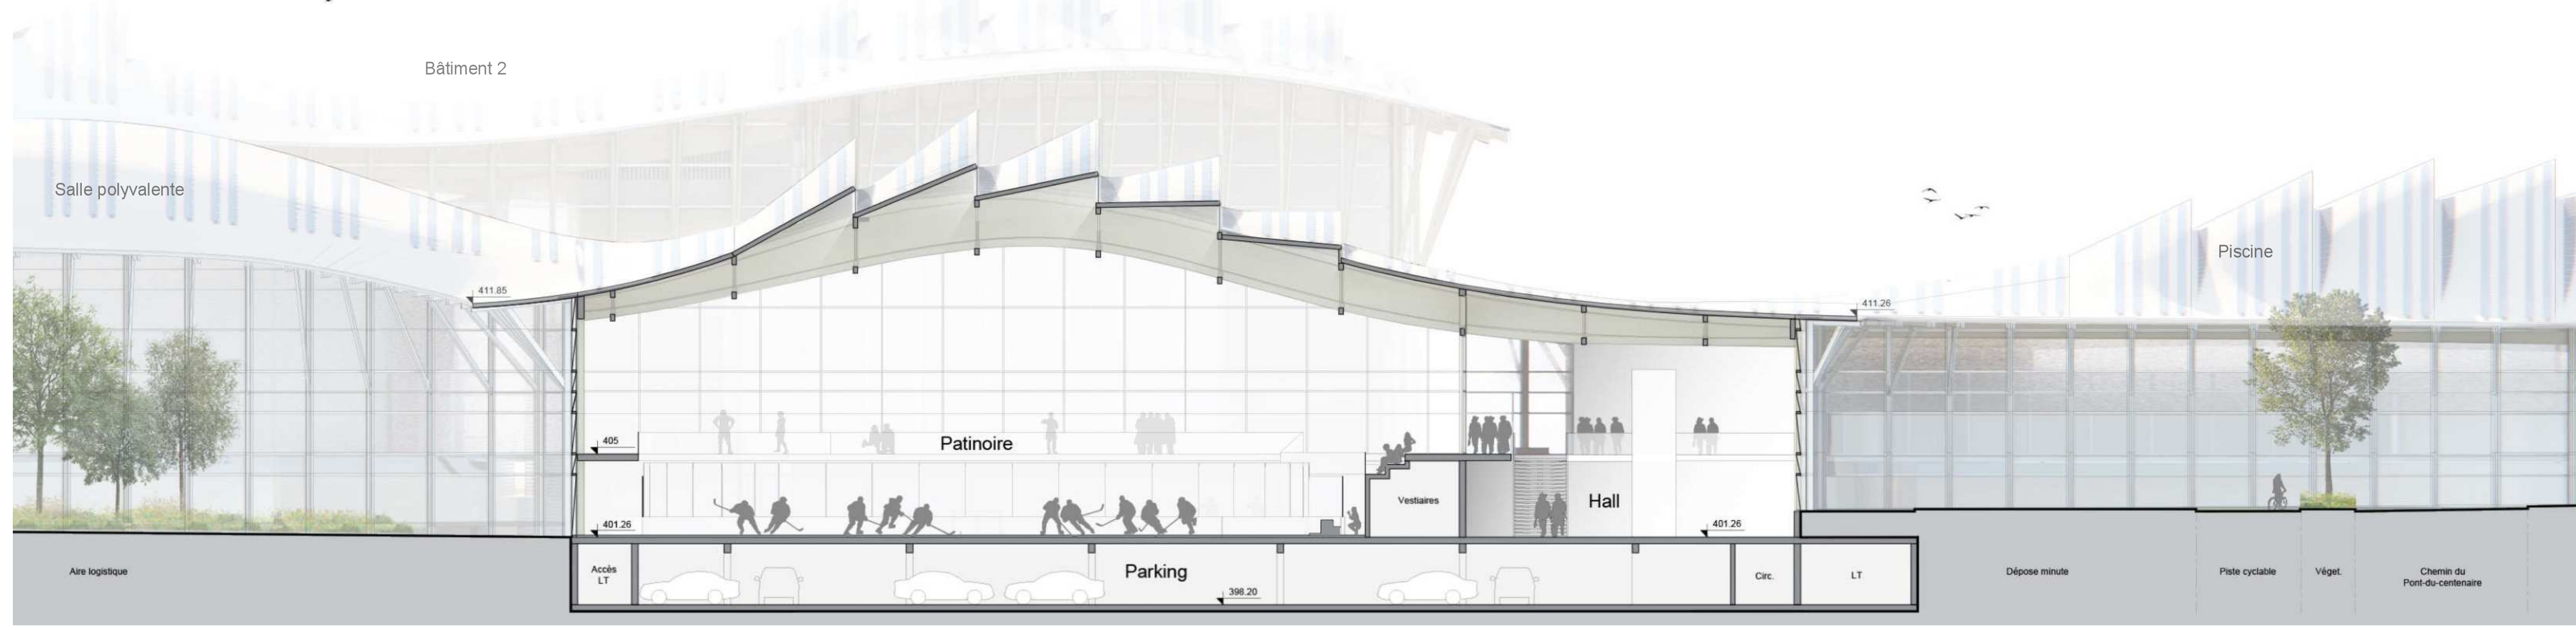 Bâtiment 2
Salle polyvalente
Piscine
411.85
411.26
405
Patinoire
Vestiaires
Hall
401.26
401.26
Aire logistique
Accès
LT
Parking
398.20
Circ.
LT
Dépose minute
Piste cyclable
Véget.
Chemin du
Pont-du-centenaire